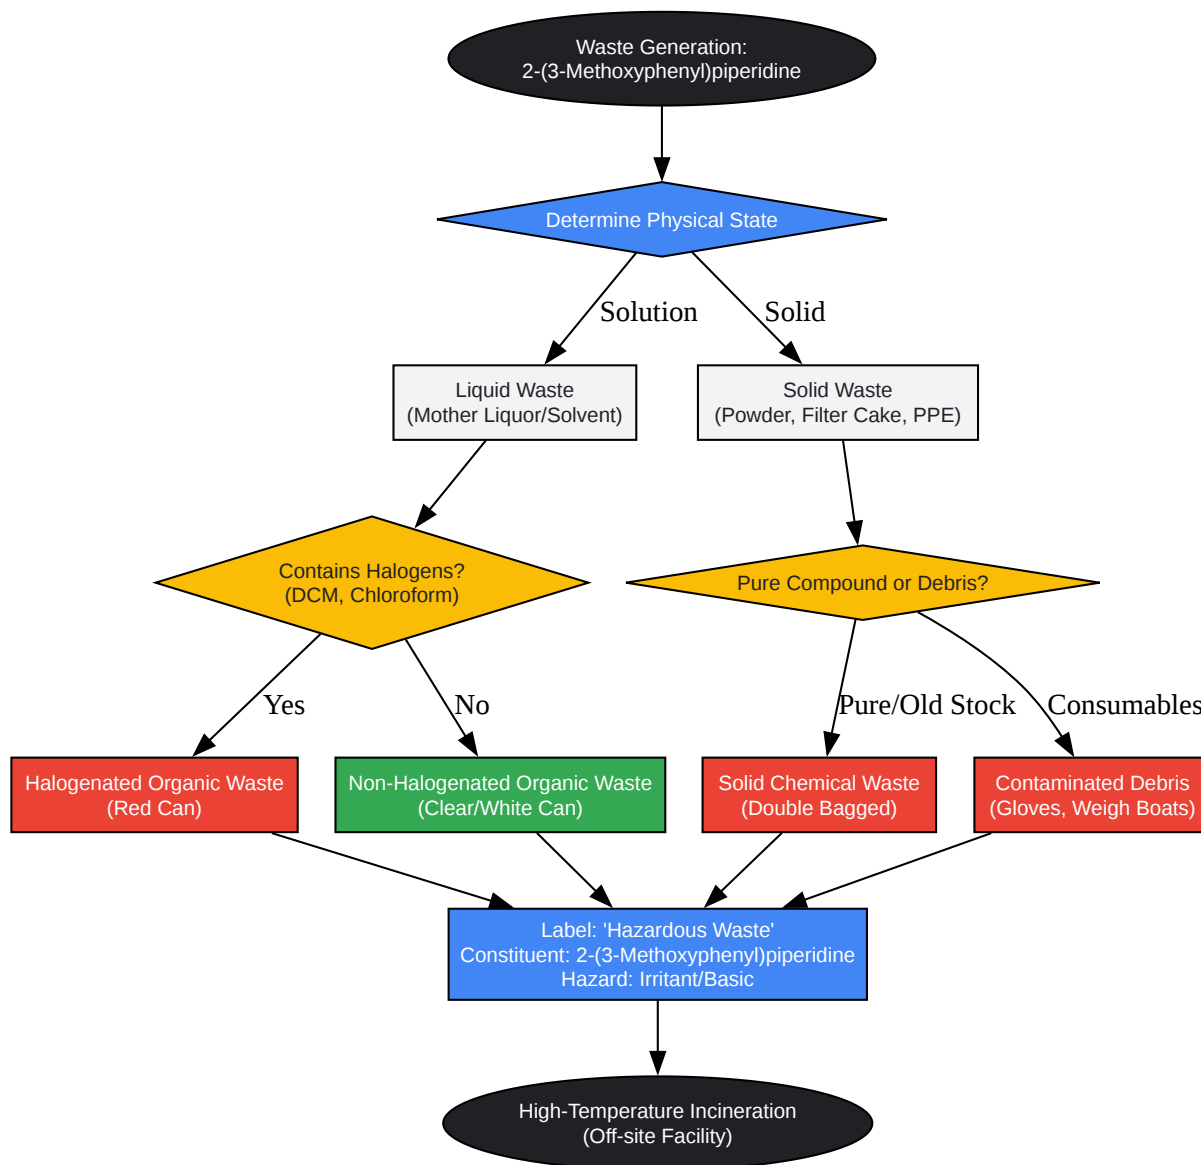 Waste Generation:
2-(3-Methoxyphenyl)piperidine
Determine Physical State
Solution
Solid
Liquid Waste
(Mother Liquor/Solvent)
Solid Waste
(Powder, Filter Cake, PPE)
Contains Halogens?
(DCM, Chloroform)
Pure Compound or Debris?
Yes
No
Pure/Old Stock
Consumables
Halogenated Organic Waste
(Red Can)
Non-Halogenated Organic Waste
(Clear/White Can)
Solid Chemical Waste
(Double Bagged)
Contaminated Debris
(Gloves, Weigh Boats)
Label: 'Hazardous Waste'
Constituent: 2-(3-Methoxyphenyl)piperidine
Hazard: Irritant/Basic
High-Temperature Incineration
(Off-site Facility)